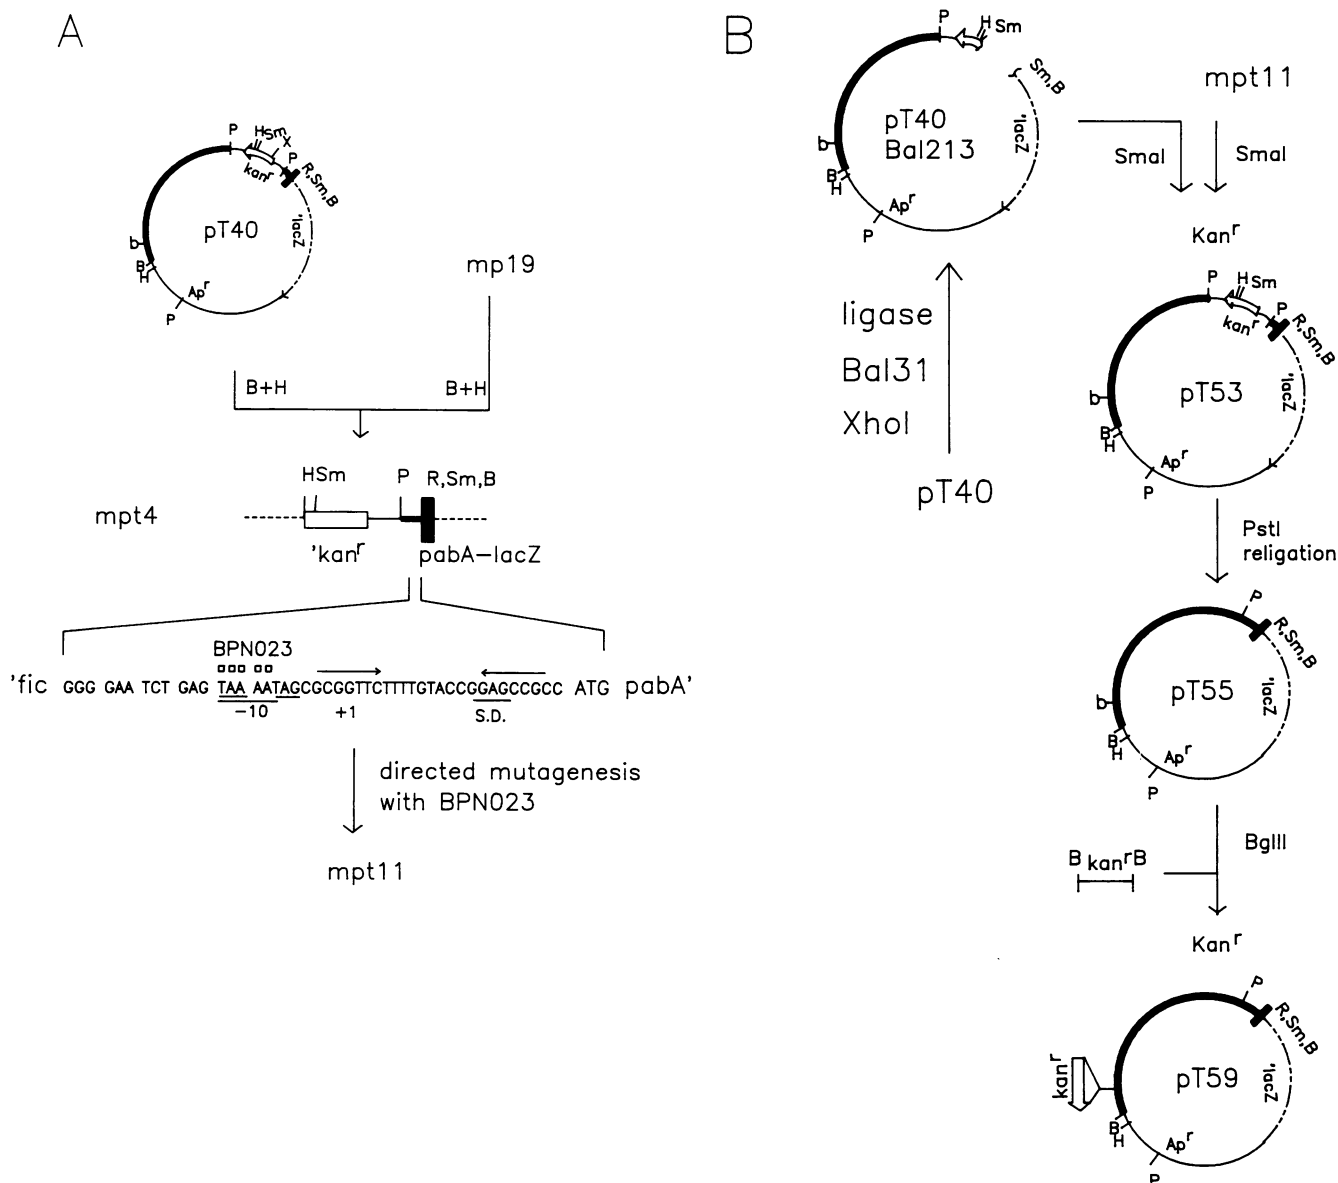 A
P
H Sm X
P
R,Sm,B
kanʳ
'lacZ
pT40
b
B
H
Apʳ
P
mp19
B+H
B+H
HSm
P
R,Sm,B
mpt4
'kanʳ
pabA–lacZ
BPN023
'fic GGG GAA TCT GAG TAA AATAGCGCGGTTCTTTTGTACCGGAGCCGCC ATG pabA'
–10
+1
S.D.
directed mutagenesis
with BPN023
mpt11
B
P
H Sm
Sm,B
pT40
Bal213
'lacZ
b
B
H
Apʳ
P
mpt11
SmaI
SmaI
Kanʳ
ligase
Bal31
XhoI
pT40
P
H Sm
P
R,Sm,B
kanʳ
'lacZ
pT53
b
B
H
Apʳ
P
PstI
religation
P
R,Sm,B
pT55
'lacZ
b
B
H
Apʳ
P
BglII
B kanʳ B
Kanʳ
P
R,Sm,B
kanʳ
pT59
'lacZ
B
H
Apʳ
P